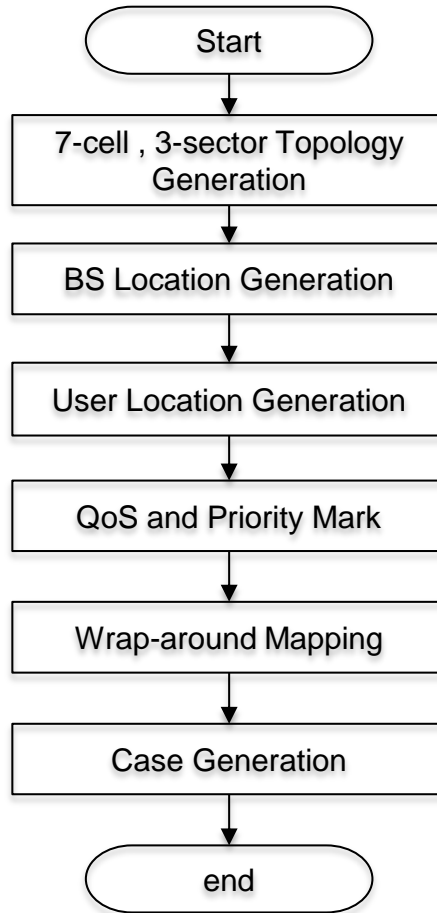 Start
7-cell , 3-sector Topology
Generation
BS Location Generation
User Location Generation
QoS and Priority Mark
Wrap-around Mapping
Case Generation
end